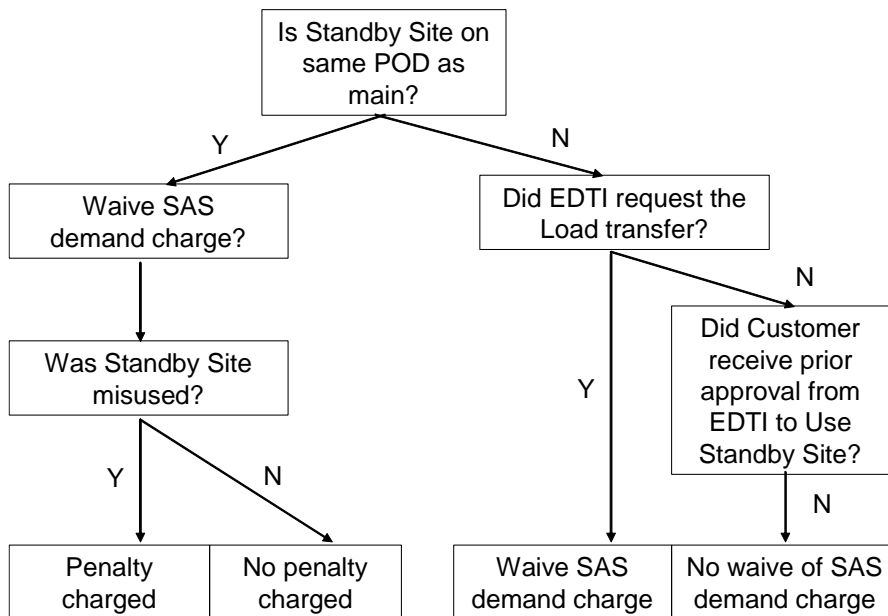 Is Standby Site on
same POD as
main?
Y
N
Waive SAS
demand charge?
Did EDTI request the
Load transfer?
N
Was Standby Site
misused?
Did Customer
receive prior
approval from
EDTI to Use
Standby Site?
Y
Y
N
N
Penalty
charged
No penalty
charged
Waive SAS
demand charge
No waive of SAS
demand charge